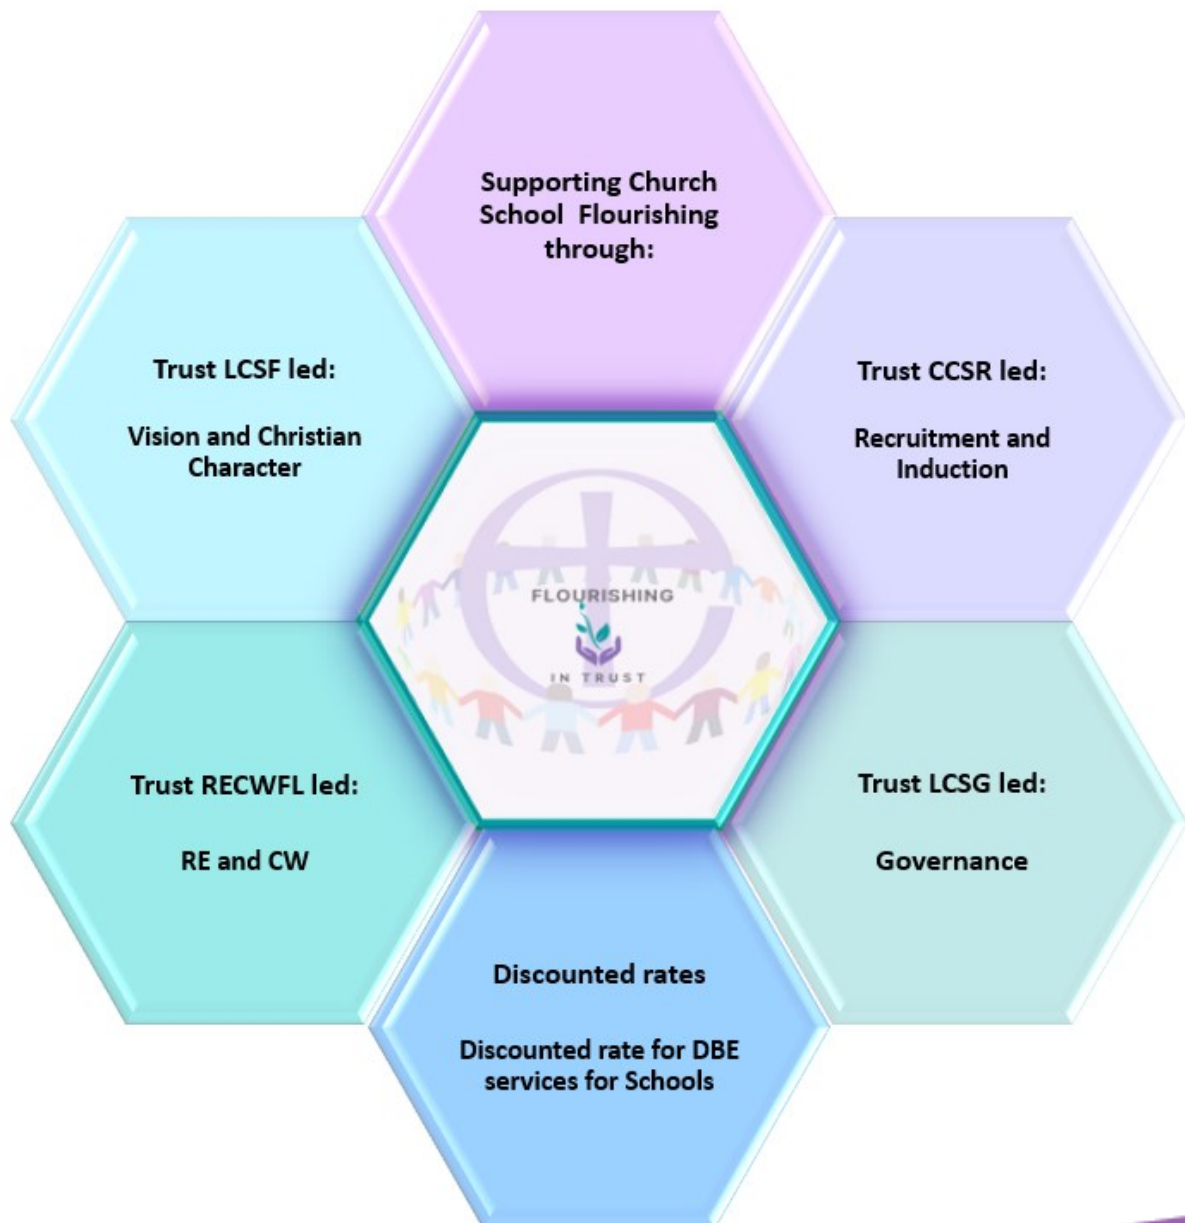 Supporting Church
School Flourishing
through:
Trust CCSR led:
Recruitment and
Induction
Trust LCSG led:
Governance
Discounted rates
Discounted rate for DBE
services for Schools
Trust RECWFL led:
RE and CW
Trust LCSF led:
Vision and Christian
Character
FLOURISHING
IN TRUST